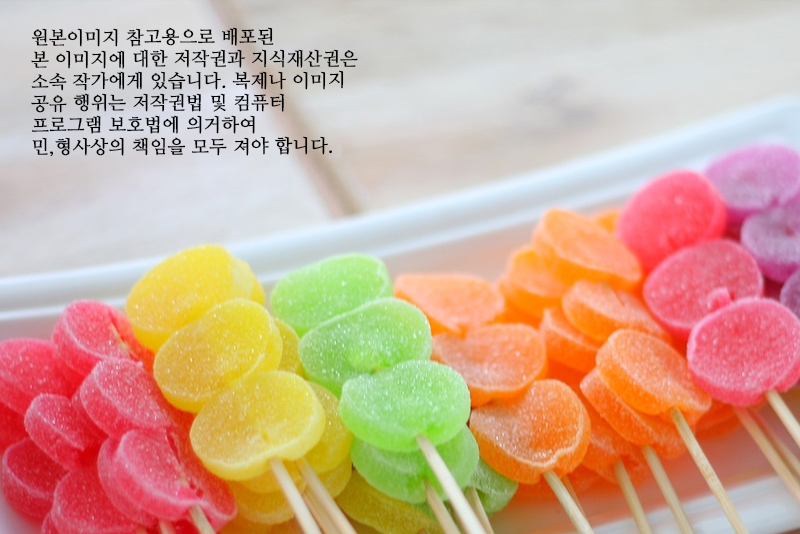 원본이미지 참고용으로 배포된
본 이미지에 대한 저작권과 지식재산권은
소속 작가에게 있습니다. 복제나 이미지
공유 행위는 저작권법 및 컴퓨터
프로그램 보호법에 의거하여
민,형사상의 책임을 모두 져야 합니다.